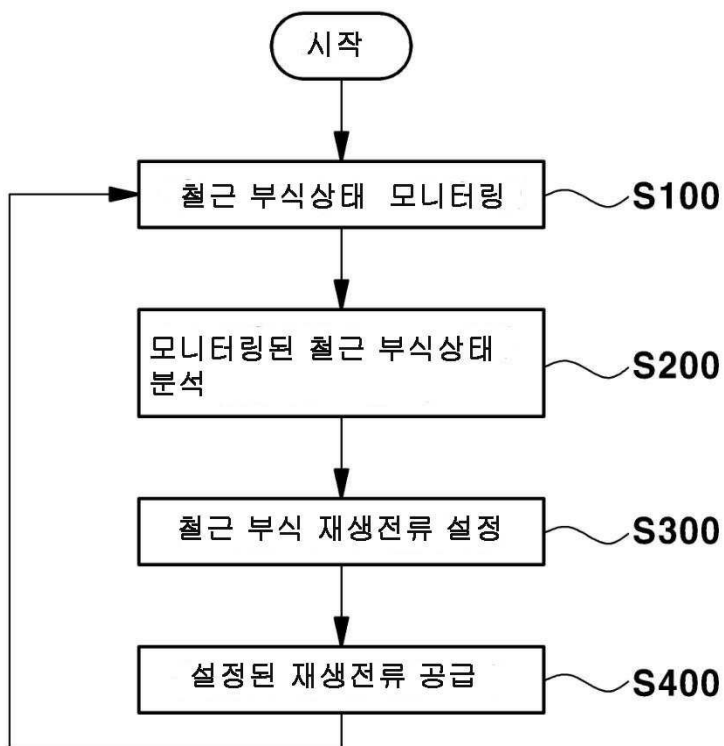 시작
철근 부식상태 모니터링
S100
모니터링된 철근 부식상태
분석
S200
철근 부식 재생전류 설정
S300
설정된 재생전류 공급
S400